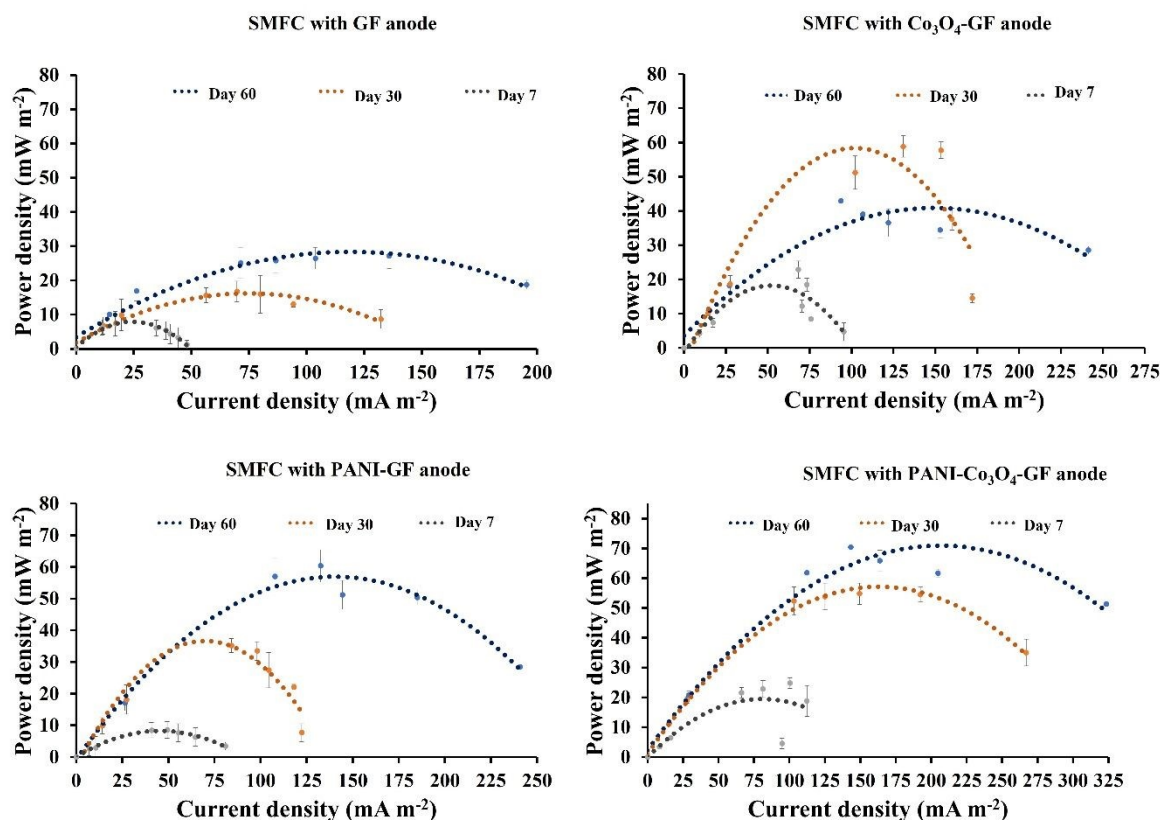 SMFC with GF anode
Day 60 Day 30 Day 7
Power density (mW m⁻²)
80
70
60
50
40
30
20
10
0
0 25 50 75 100 125 150 175 200
Current density (mA m⁻²)
SMFC with Co₃O₄-GF anode
Day 60 Day 30 Day 7
Power density (mW m⁻²)
80
70
60
50
40
30
20
10
0
0 25 50 75 100 125 150 175 200 225 250 275
Current density (mA m⁻²)
SMFC with PANI-GF anode
Day 60 Day 30 Day 7
Power density (mW m⁻²)
80
70
60
50
40
30
20
10
0
0 25 50 75 100 125 150 175 200 225 250
Current density (mA m⁻²)
SMFC with PANI-Co₃O₄-GF anode
Day 60 Day 30 Day 7
Power density (mW m⁻²)
80
70
60
50
40
30
20
10
0
0 25 50 75 100 125 150 175 200 225 250 275 300 325
Current density (mA m⁻²)